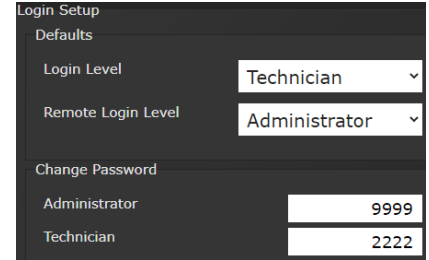 Login Setup
Defaults
Login Level Technician
Remote Login Level Administrator
Change Password
Administrator 9999
Technician 2222